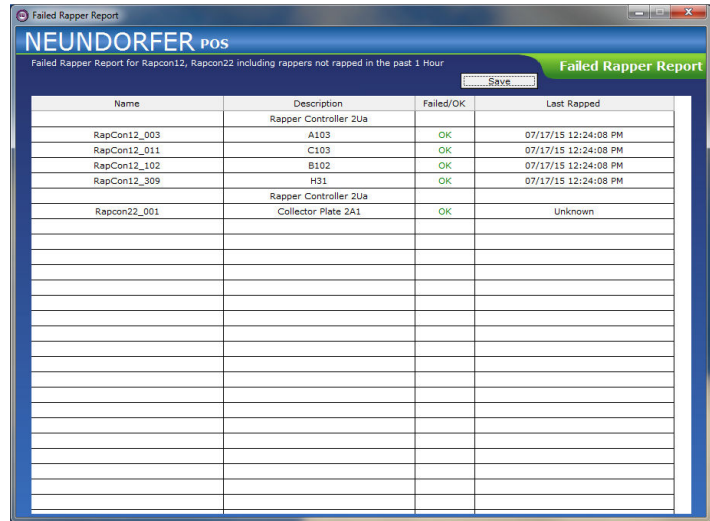 Failed Rapper Report
NEUNDORFER POS
Failed Rapper Report for Rapcon12, Rapcon22 including rappers not rapped in the past 1 Hour
Failed Rapper Report
Save
Name Description Failed/OK Last Rapped
Rapper Controller 2Ua
RapCon12_003 A103 OK 07/17/15 12:24:08 PM
RapCon12_011 C103 OK 07/17/15 12:24:08 PM
RapCon12_102 B102 OK 07/17/15 12:24:08 PM
RapCon12_309 H31 OK 07/17/15 12:24:08 PM
Rapper Controller 2Ua
Rapcon22_001 Collector Plate 2A1 OK Unknown